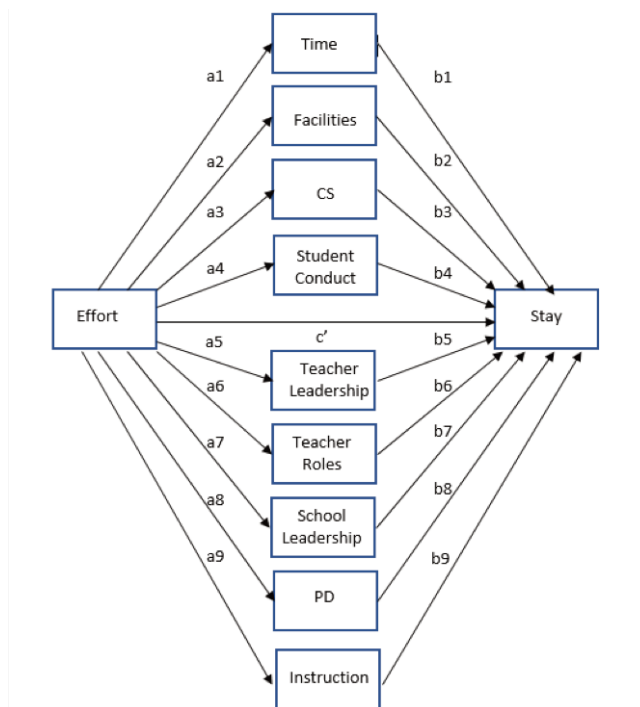 Time
a1
b1
a2
Facilities
b2
a3
CS
b3
a4
Student
Conduct
b4
Effort
Stay
c’
a5
b5
Teacher
Leadership
a6
b6
Teacher
Roles
a7
b7
School
Leadership
a8
b8
PD
a9
b9
Instruction